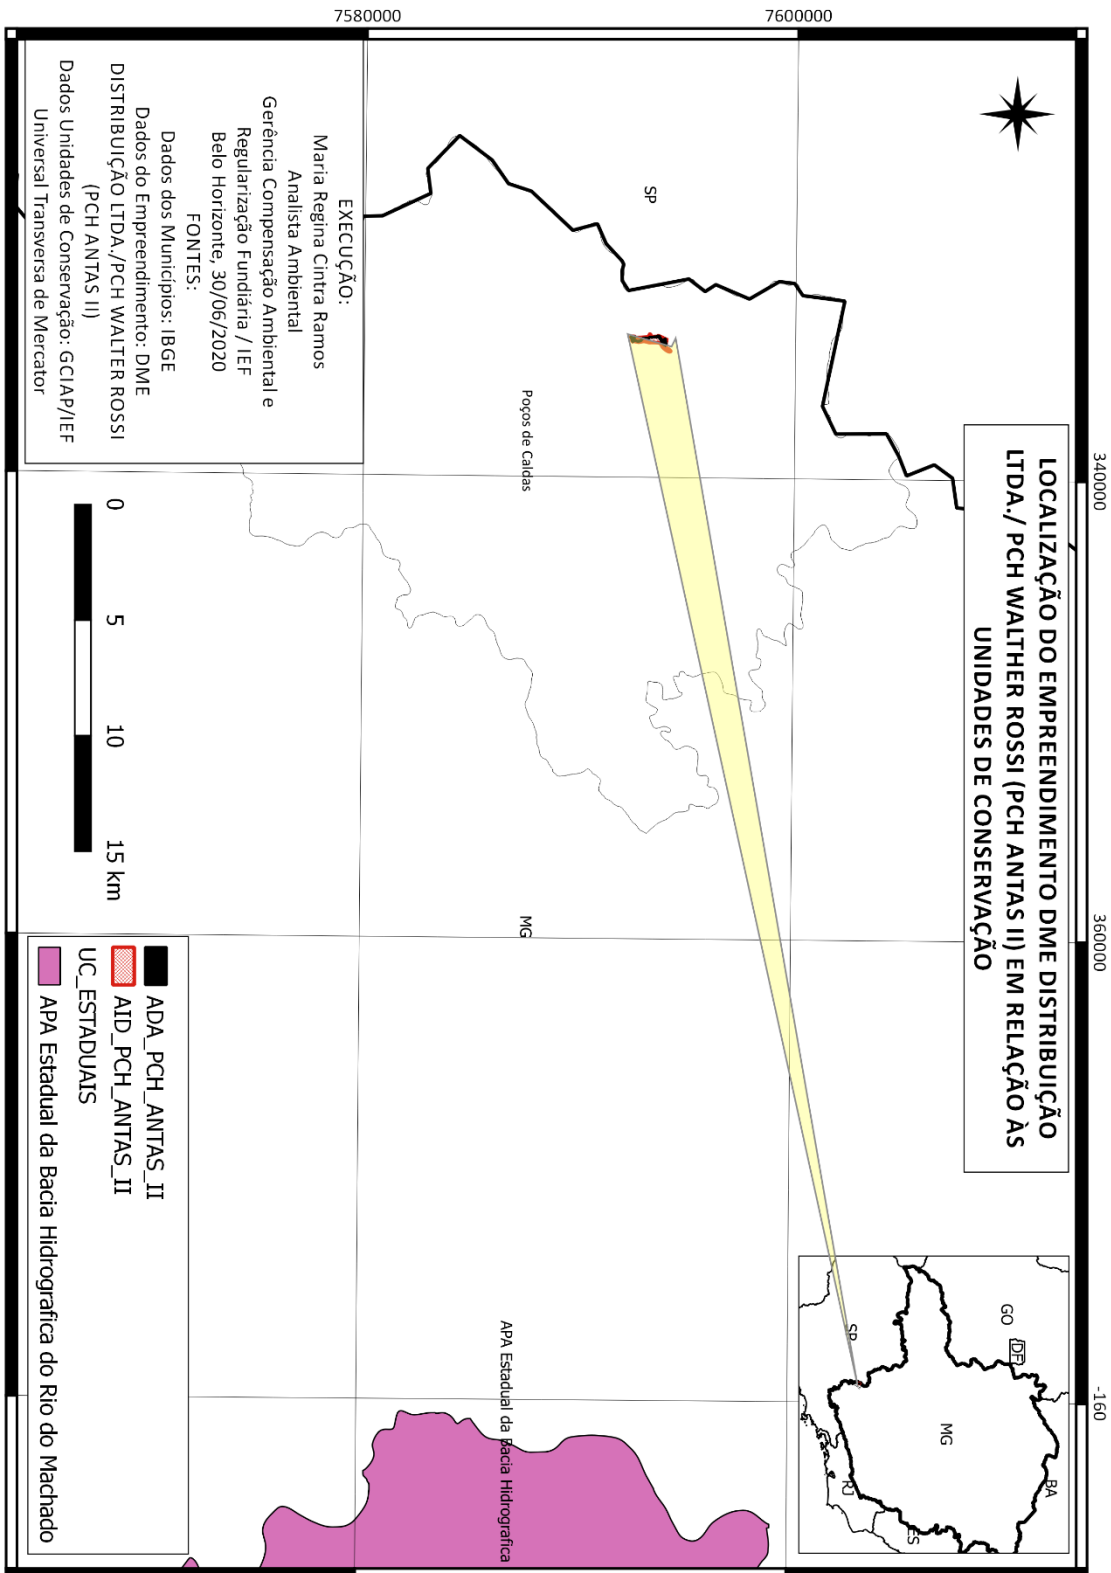 LOCALIZAÇÃO DO EMPREENDIMENTO DME DISTRIBUIÇÃO
LTDA./ PCH WALTHER ROSSI (PCH ANTAS II) EM RELAÇÃO ÀS
UNIDADES DE CONSERVAÇÃO
340000
360000
-160
7600000
7580000
SP
Poços de Caldas
MG
APA Estadual da Bacia Hidrografica
GO
DF
BA
MG
SP
RJ
ES
EXECUÇÃO:
Maria Regina Cintra Ramos
Analista Ambiental
Gerência Compensação Ambiental e
Regularização Fundiária / IEF
Belo Horizonte, 30/06/2020
FONTES:
Dados dos Municípios: IBGE
Dados do Empreendimento: DME
DISTRIBUIÇÃO LTDA./PCH WALTER ROSSI
(PCH ANTAS II)
Dados Unidades de Conservação: GCIAP/IEF
Universal Transversa de Mercator
0 5 10 15 km
ADA_PCH_ANTAS_II
AID_PCH_ANTAS_II
UC_ESTADUAIS
APA Estadual da Bacia Hidrografica do Rio do Machado